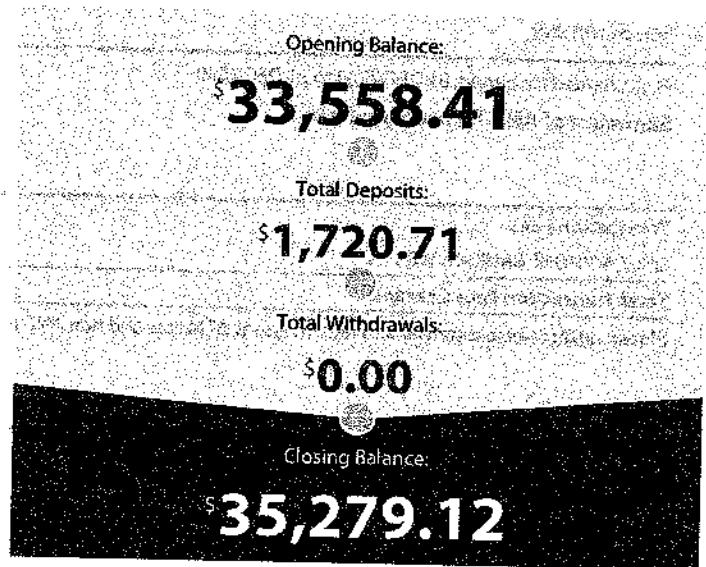 Opening Balance:
$33,558.41
Total Deposits:
$1,720.71
Total Withdrawals:
$0.00
Closing Balance:
$35,279.12